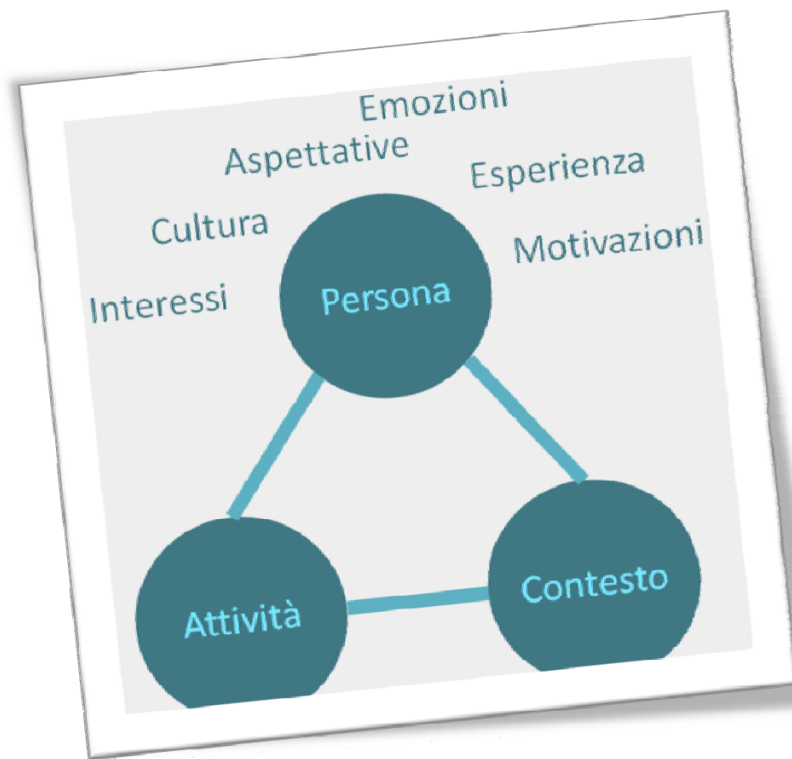 Emozioni
Aspettative
Esperienza
Cultura
Motivazioni
Interessi
Persona
Contesto
Attività